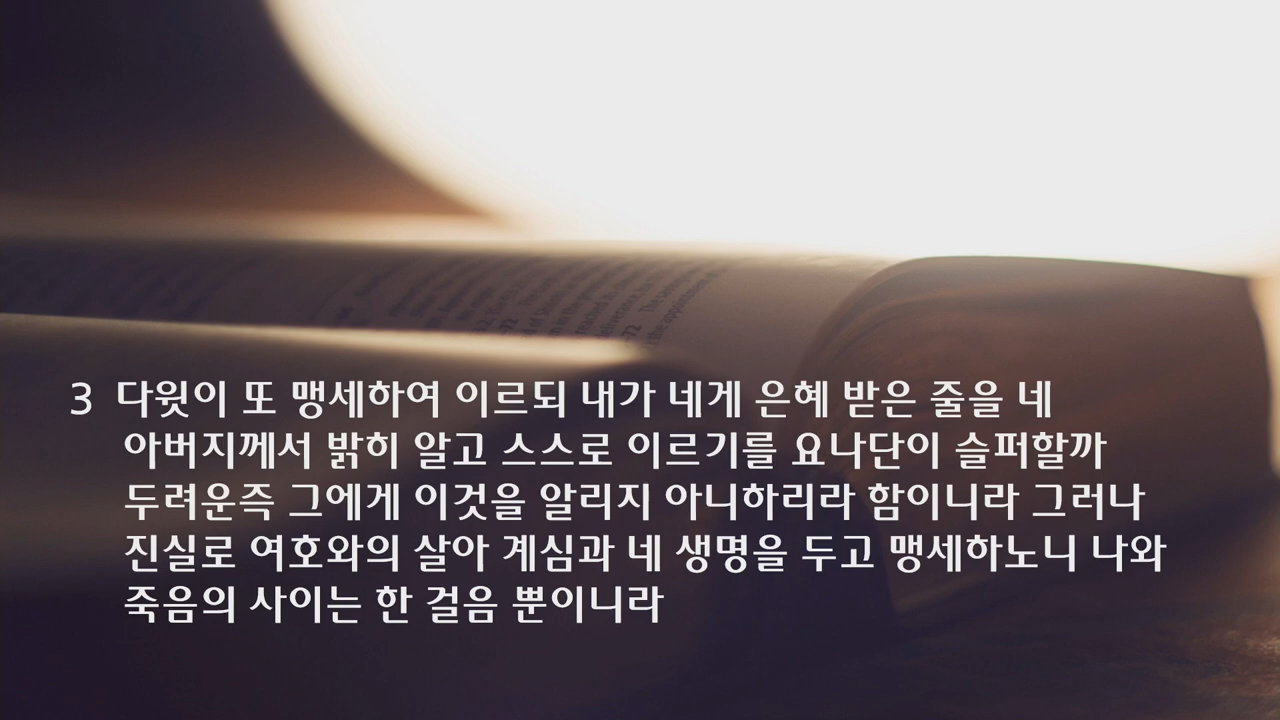 3 다윗이 또 맹세하여 이르되 내가 네게 은혜 받은 줄을 네
아버지께서 밝히 알고 스스로 이르기를 요나단이 슬퍼할까
두려운즉 그에게 이것을 알리지 아니하리라 함이니라 그러나
진실로 여호와의 살아 계심과 네 생명을 두고 맹세하노니 나와
죽음의 사이는 한 걸음 뿐이니라